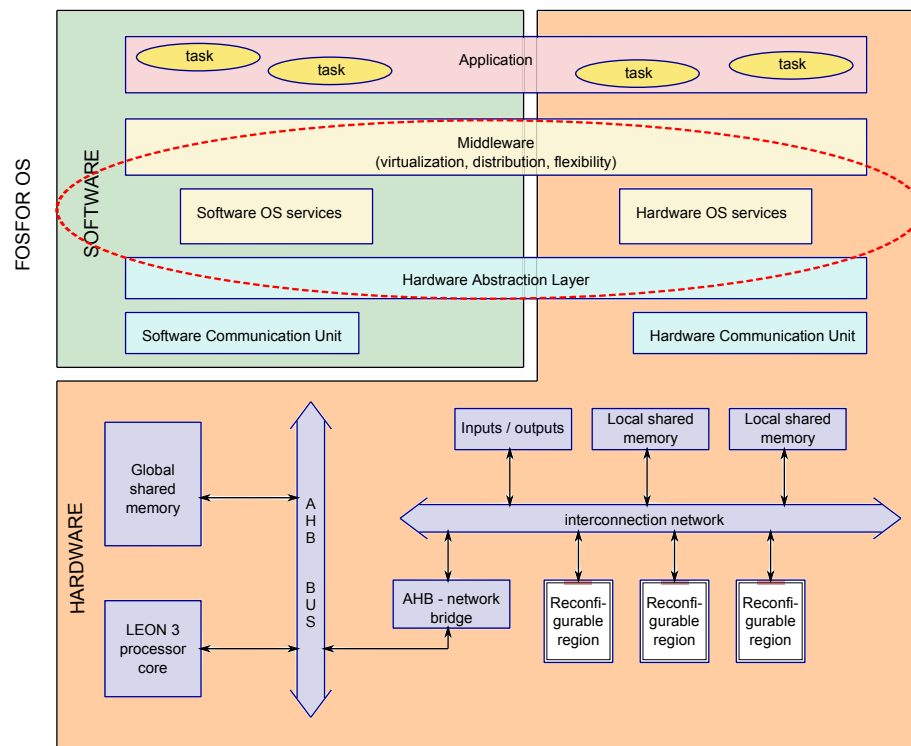 FOSFOR OS
SOFTWARE
task
task
Application
task
task
Middleware
(virtualization, distribution, flexibility)
Software OS services
Hardware OS services
Hardware Abstraction Layer
Software Communication Unit
Hardware Communication Unit
HARDWARE
Global
shared
memory
LEON 3
processor
core
AHB BUS
Inputs / outputs
Local shared
memory
Local shared
memory
interconnection network
AHB - network
bridge
Reconfi-
gurable
region
Reconfi-
gurable
region
Reconfi-
gurable
region